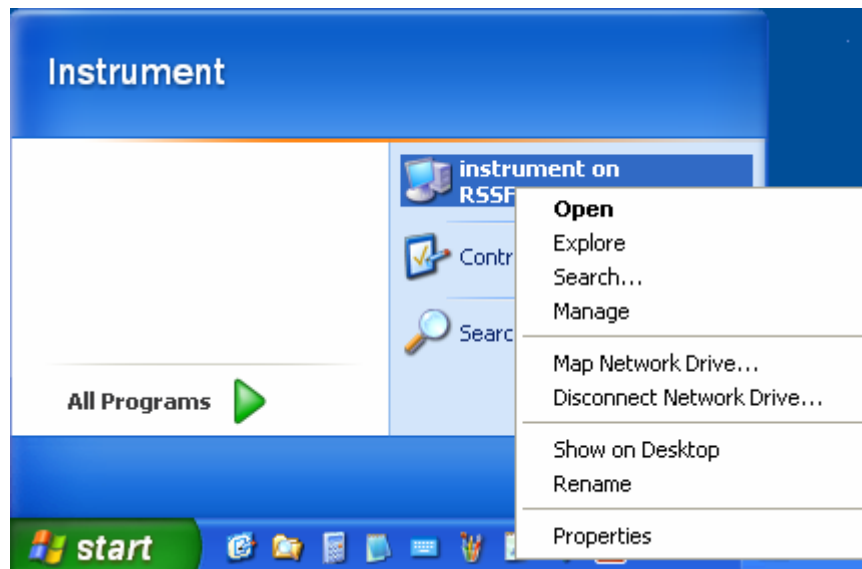 Instrument
instrument on
RSSF
Contr
Searc
All Programs
Open
Explore
Search...
Manage
Map Network Drive...
Disconnect Network Drive...
Show on Desktop
Rename
Properties
start